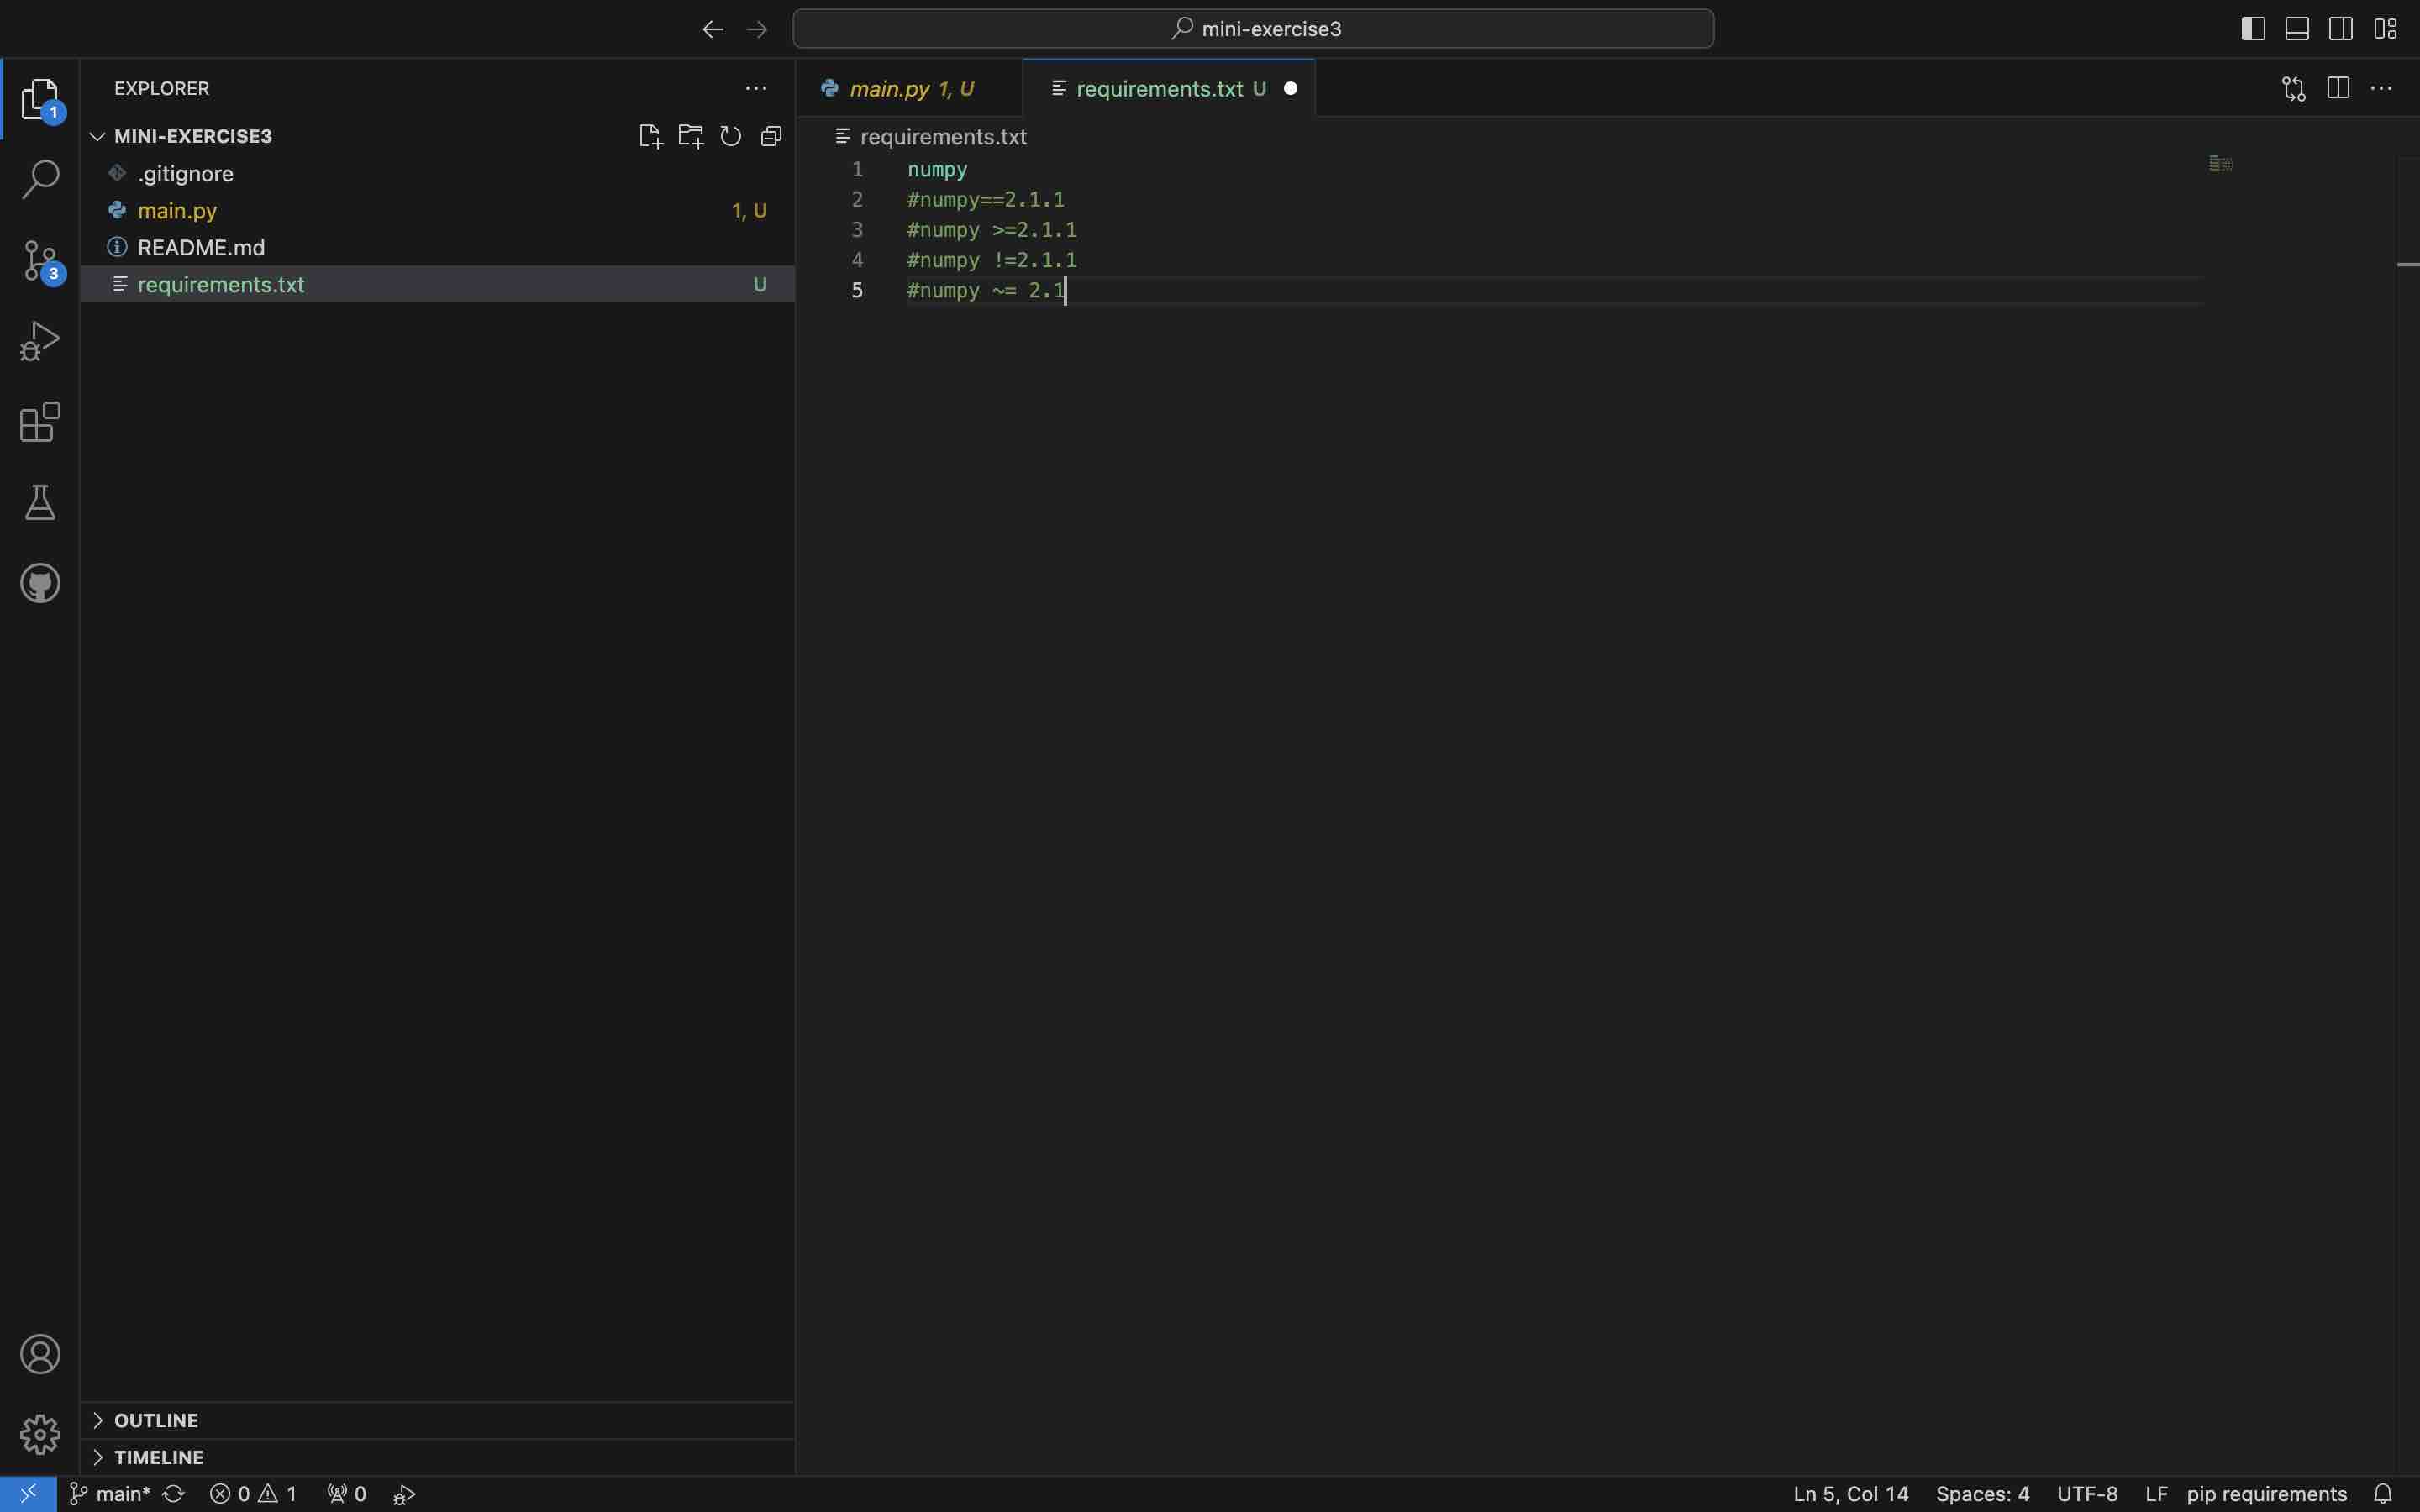 mini-exercise3
EXPLORER
MINI-EXERCISE3
.gitignore
main.py 1, U
README.md
requirements.txt U
OUTLINE
TIMELINE
1
3
main.py 1, U
requirements.txt U
requirements.txt
1 numpy
2 #numpy==2.1.1
3 #numpy >=2.1.1
4 #numpy !=2.1.1
5 #numpy ~= 2.1
main* 0 1 0 Ln 5, Col 14 Spaces: 4 UTF-8 LF pip requirements